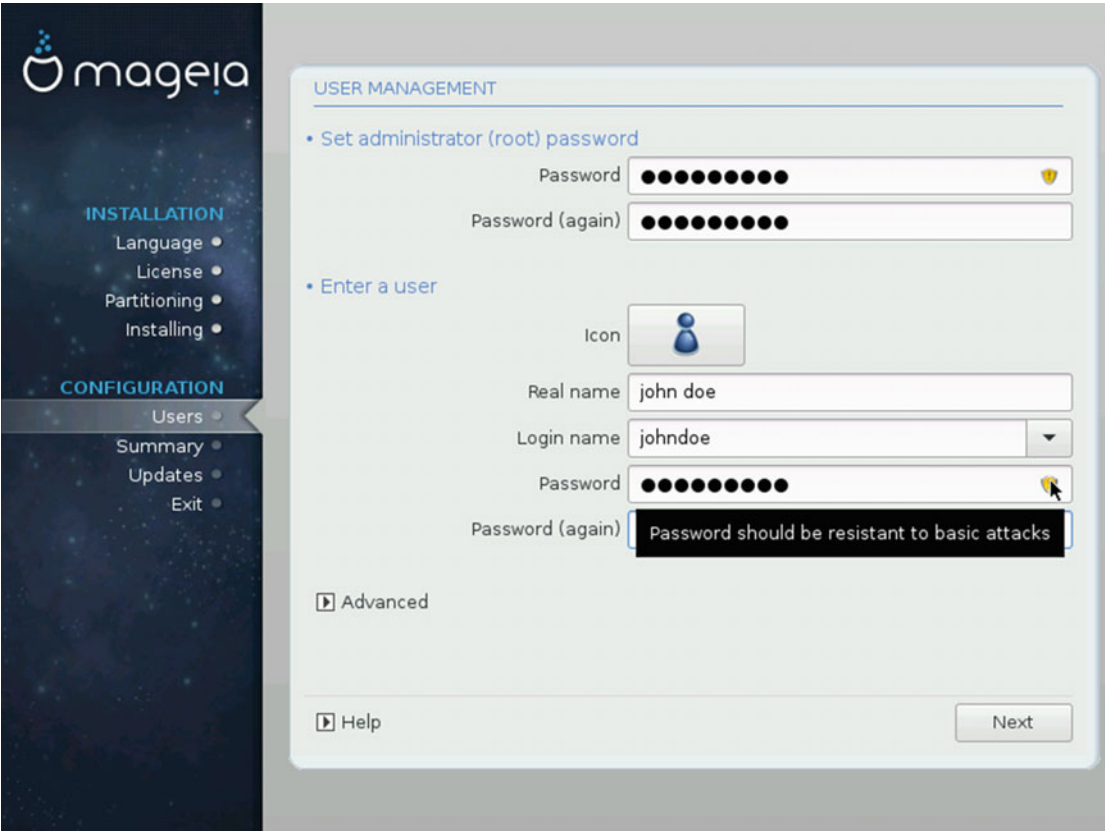 mageia
INSTALLATION
Language
License
Partitioning
Installing
CONFIGURATION
Users
Summary
Updates
Exit
USER MANAGEMENT
• Set administrator (root) password
Password ●●●●●●●●●
Password (again) ●●●●●●●●●
• Enter a user
Icon
Real name john doe
Login name johndoe
Password ●●●●●●●●●
Password (again)
Password should be resistant to basic attacks
Advanced
Help
Next